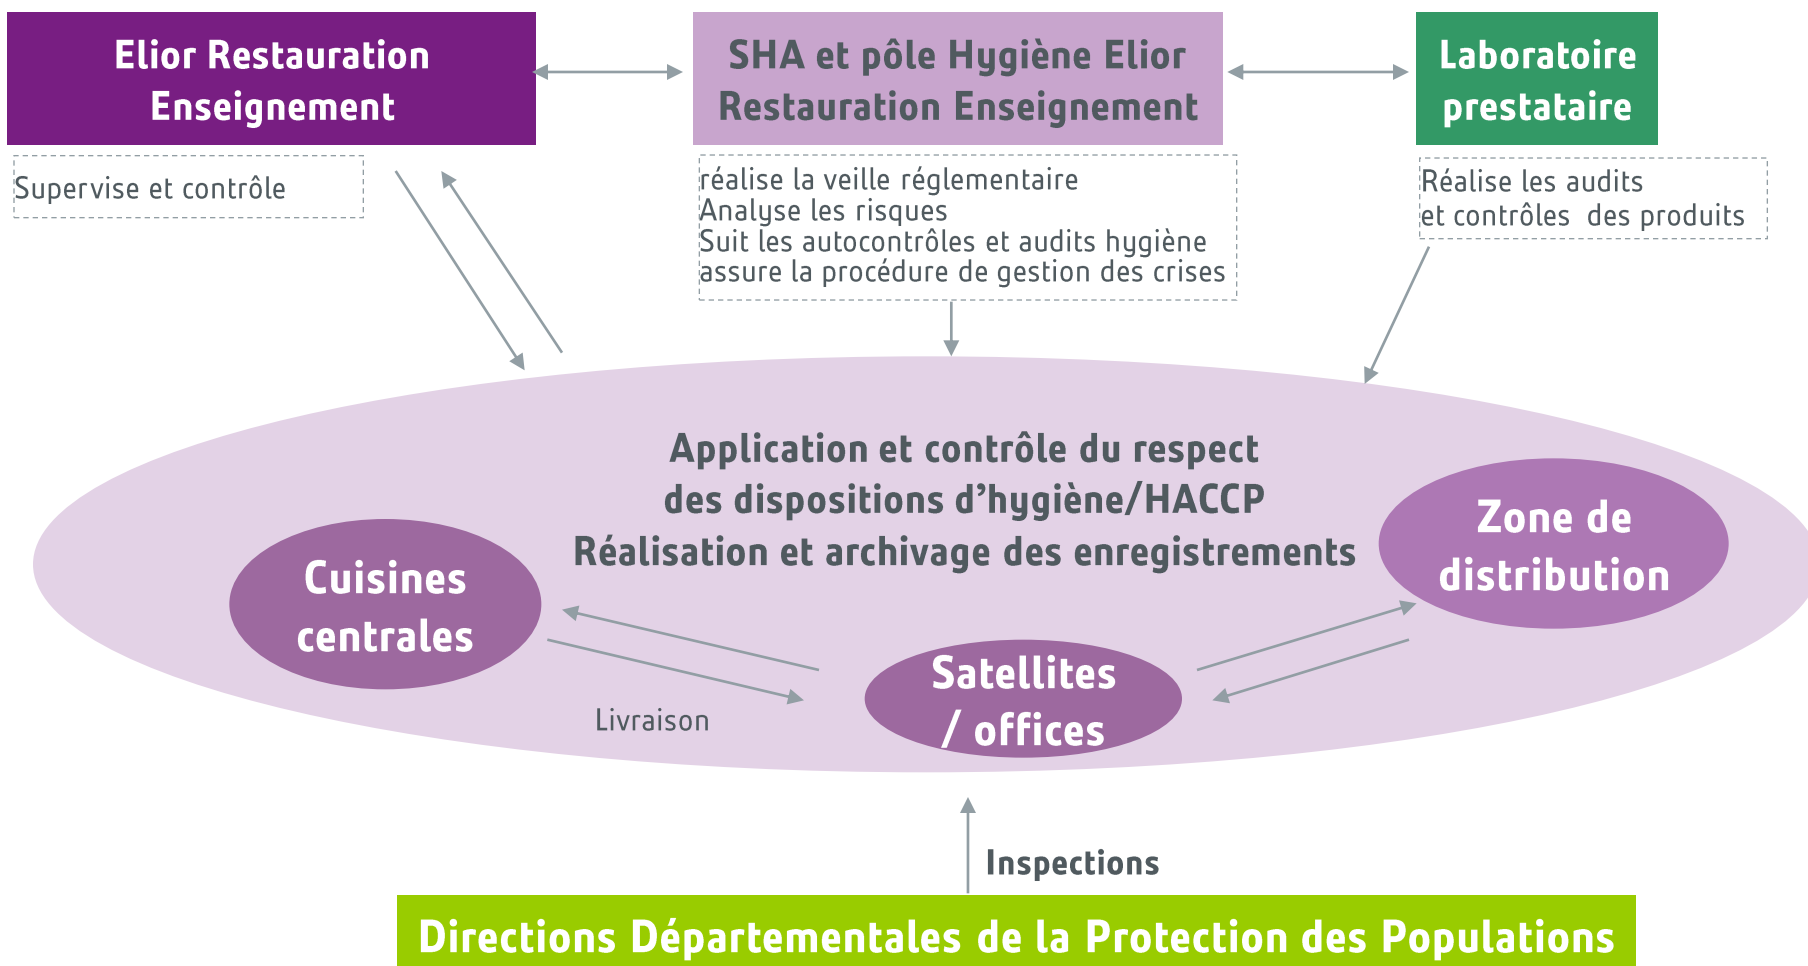 Elior Restauration
Enseignement
SHA et pôle Hygiène Elior
Restauration Enseignement
Laboratoire
prestataire
Supervise et contrôle
réalise la veille réglementaire
Analyse les risques
Suit les autocontrôles et audits hygiène
assure la procédure de gestion des crises
Réalise les audits
et contrôles des produits
Application et contrôle du respect
des dispositions d’hygiène/HACCP
Réalisation et archivage des enregistrements
Cuisines
centrales
Zone de
distribution
Satellites
/ offices
Livraison
Inspections
Directions Départementales de la Protection des Populations